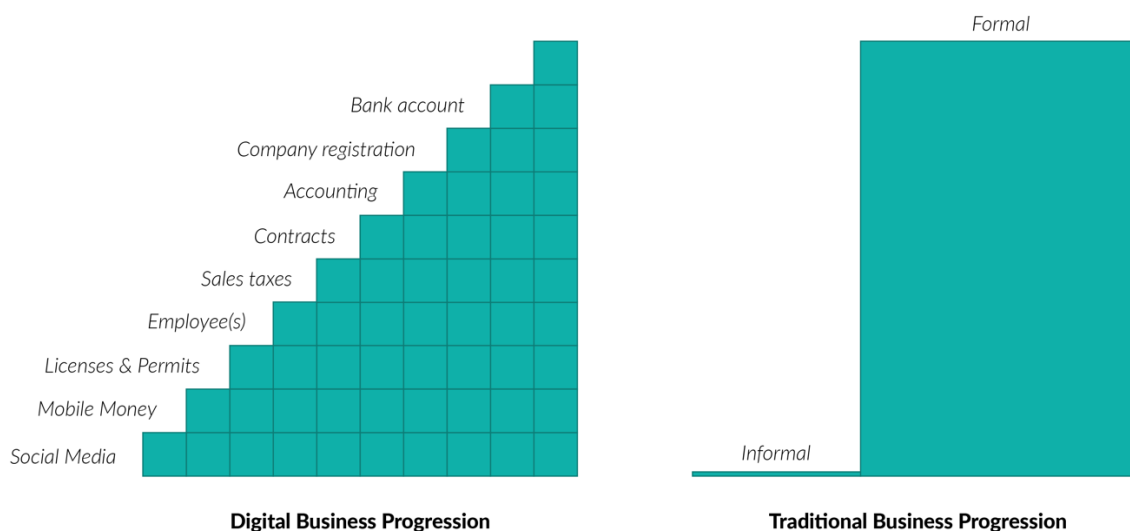 Formal
Bank account
Company registration
Accounting
Contracts
Sales taxes
Employee(s)
Licenses & Permits
Mobile Money
Social Media
Informal
Digital Business Progression
Traditional Business Progression